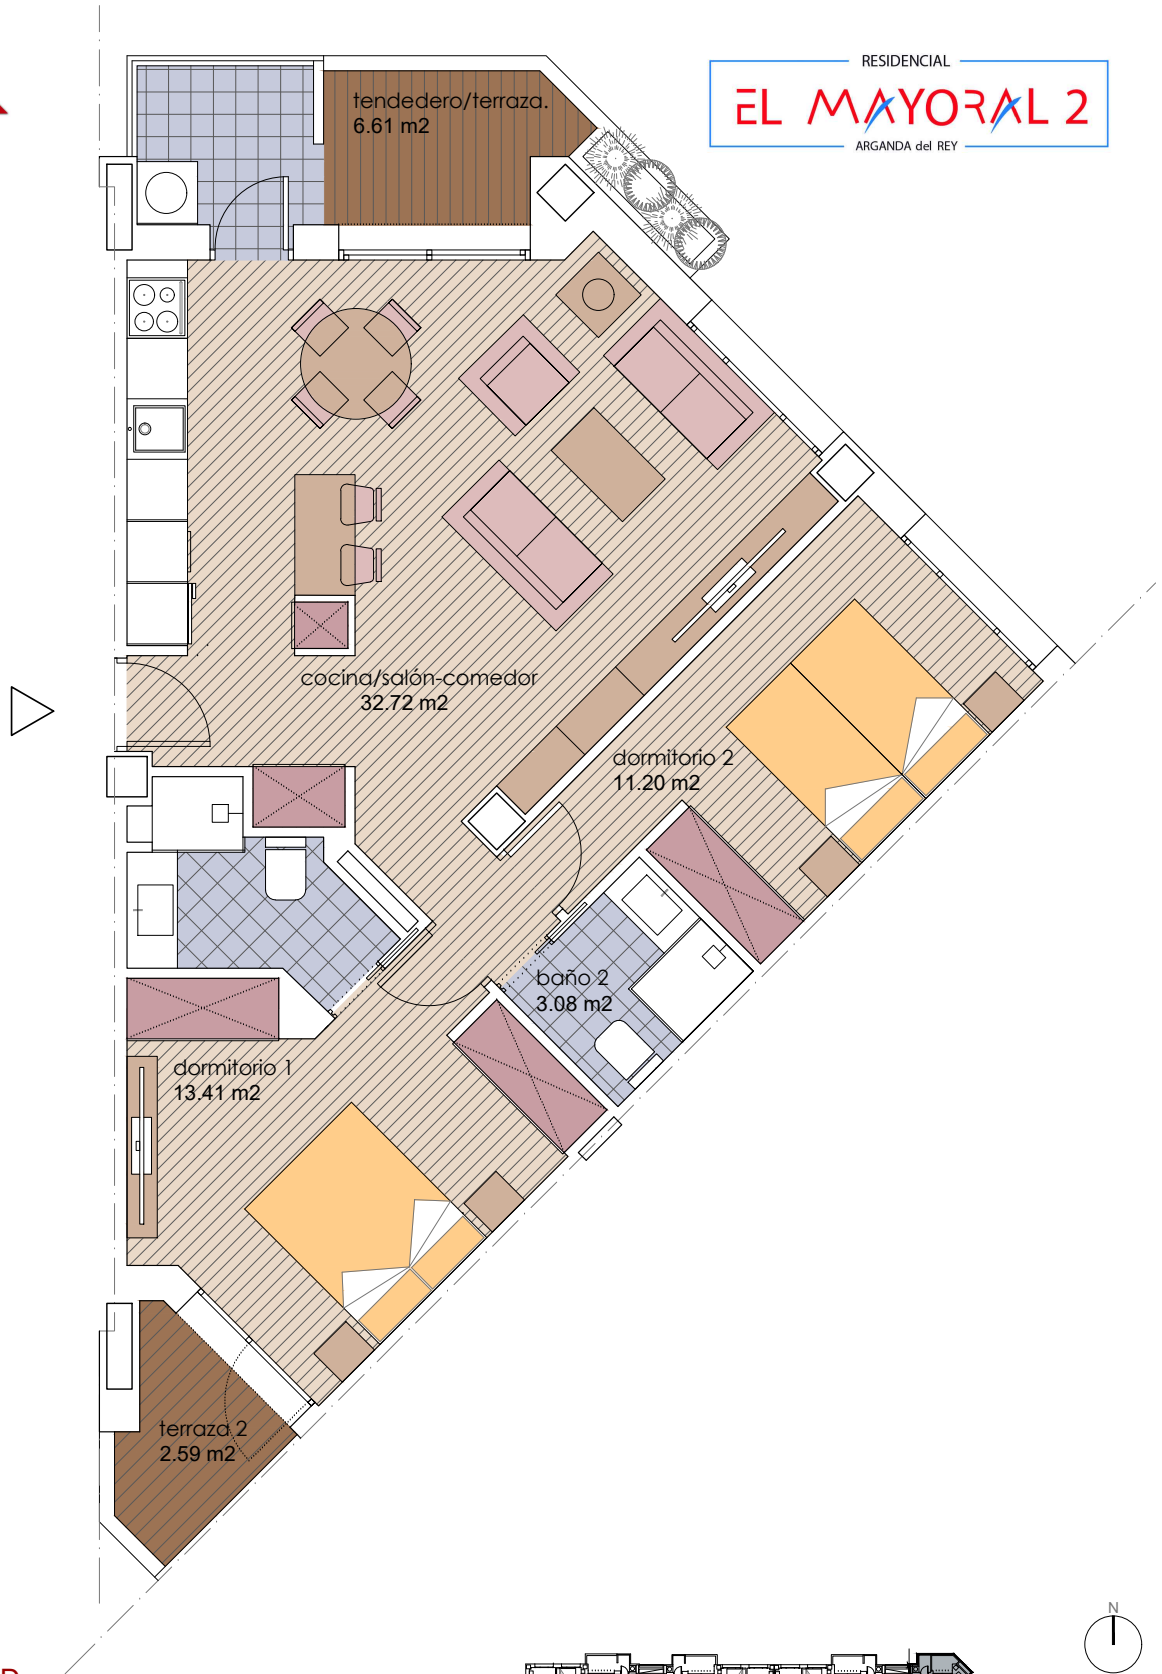 RESIDENCIAL
EL MAYORAL 2
ARGANDA del REY
tendedero/terraza.
6.61 m2
cocina/salón-comedor
32.72 m2
dormitorio 2
11.20 m2
baño 2
3.08 m2
dormitorio 1
13.41 m2
terraza 2
2.59 m2
N